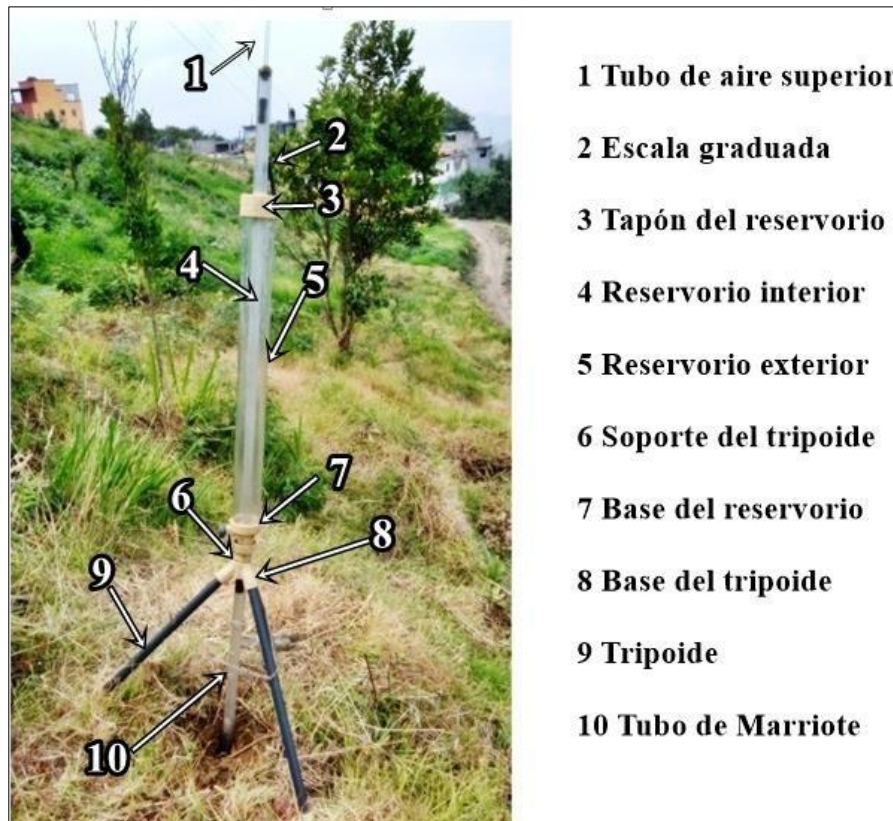 1
2
3
4
5
6
7
8
9
10
1 Tubo de aire superior
2 Escala graduada
3 Tapón del reservorio
4 Reservorio interior
5 Reservorio exterior
6 Soporte del tripoide
7 Base del reservorio
8 Base del tripoide
9 Tripoide
10 Tubo de Marriote